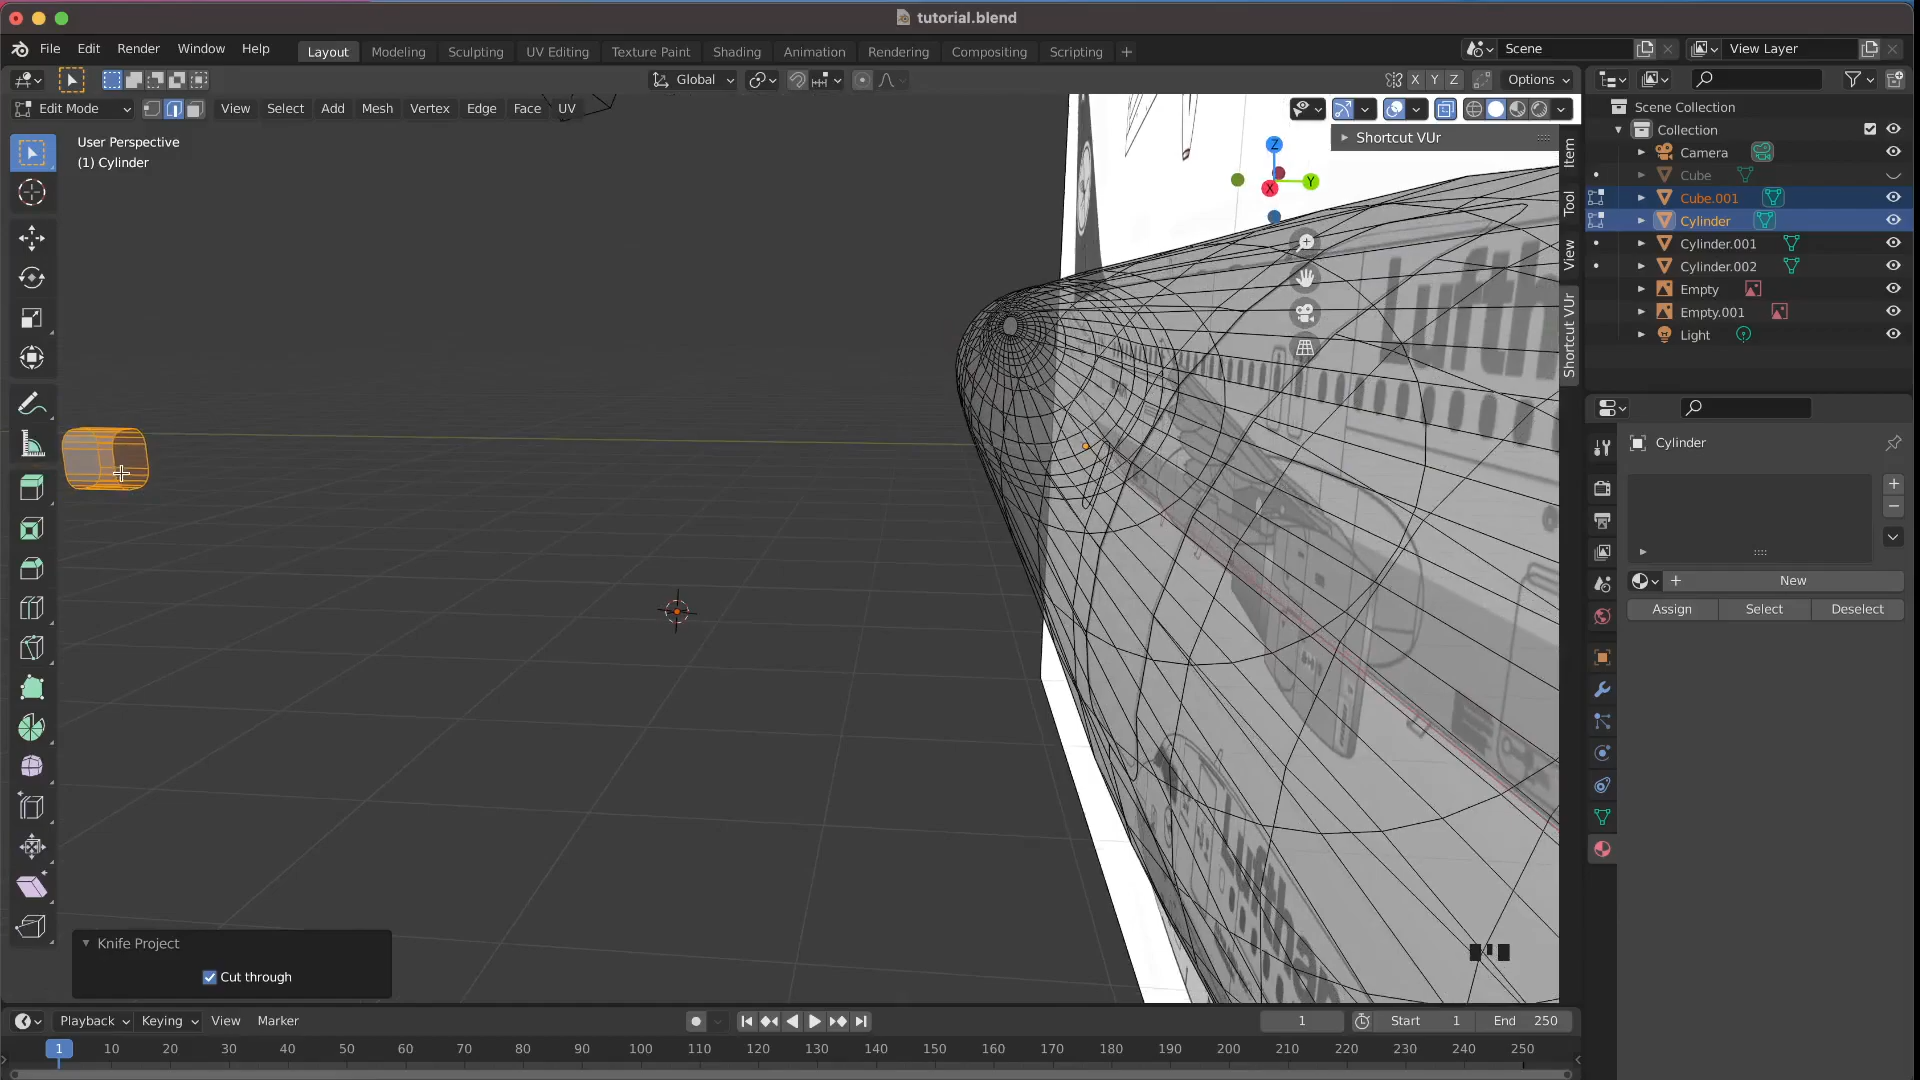 tutorial.blend
File Edit Render Window Help Layout Modeling Sculpting UV Editing Texture Paint Shading Animation Rendering Compositing Scripting + Scene View Layer
Global Options X Y Z
Edit Mode View Select Add Mesh Vertex Edge Face UV
User Perspective
(1) Cylinder
Shortcut VUr
Z
Y
X
Item
Tool
View
Shortcut VUr
Scene Collection
Collection
Camera
Cube
Cube.001
Cylinder
Cylinder.001
Cylinder.002
Empty
Empty.001
Light
Cylinder
New
Assign Select Deselect
Knife Project
Cut through
Playback Keying View Marker 1 Start 1 End 250
1 10 20 30 40 50 60 70 80 90 100 110 120 130 140 150 160 170 180 190 200 210 220 230 240 250